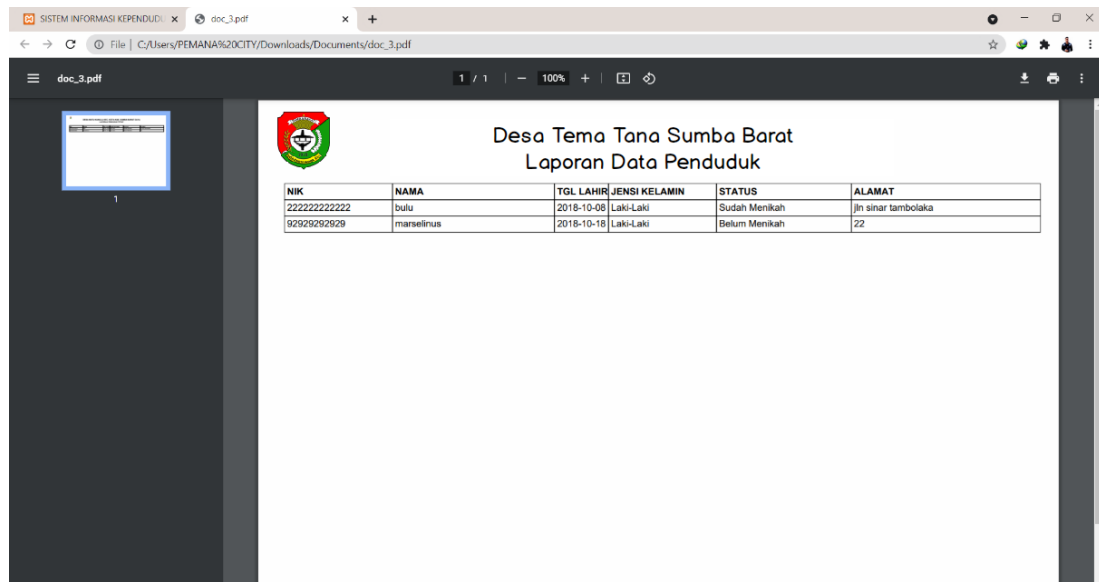 SISTEM INFORMASI KEPENDUDU
doc_3.pdf
File | C:/Users/PEMANA%20CITY/Downloads/Documents/doc_3.pdf
doc_3.pdf
1 / 1
100%
1
Desa Tema Tana Sumba Barat
Laporan Data Penduduk
NIK NAMA TGL LAHIR JENSI KELAMIN STATUS ALAMAT
222222222222 bulu 2018-10-08 Laki-Laki Sudah Menikah jln sinar tambolaka
92929292929 marselinus 2018-10-18 Laki-Laki Belum Menikah 22